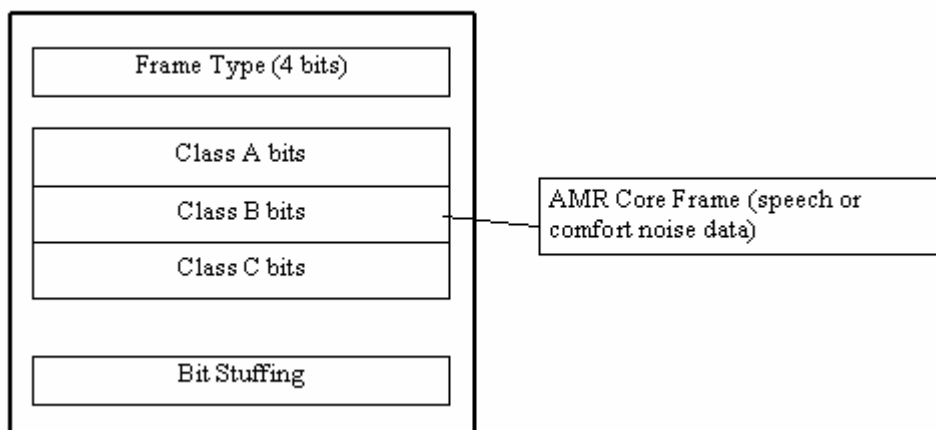 Frame Type (4 bits)
Class A bits
Class B bits
Class C bits
AMR Core Frame (speech or
comfort noise data)
Bit Stuffing